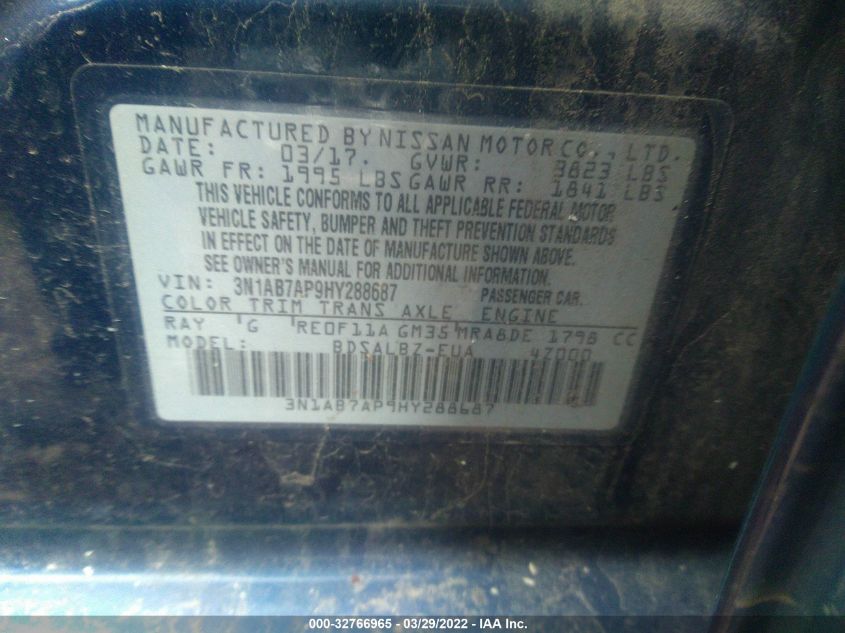 MANUFACTURED BY NISSAN MOTOR CO., LTD.
DATE: 03/17. GVWR: 3823 LBS
GAWR FR: 1995 LBS GAWR RR: 1841 LBS
THIS VEHICLE CONFORMS TO ALL APPLICABLE FEDERAL MOTOR
VEHICLE SAFETY, BUMPER AND THEFT PREVENTION STANDARDS
IN EFFECT ON THE DATE OF MANUFACTURE SHOWN ABOVE.
SEE OWNER'S MANUAL FOR ADDITIONAL INFORMATION.
VIN: 3N1AB7AP9HY288687 PASSENGER CAR.
COLOR TRIM TRANS AXLE ENGINE
RAY 'G 'RE0F11A GM35'MRA8DE 1798 CC
MODEL: BDSALBZ-EUA 4Z000
3N1AB7AP9HY288687
000-32766965 - 03/29/2022 - IAA Inc.